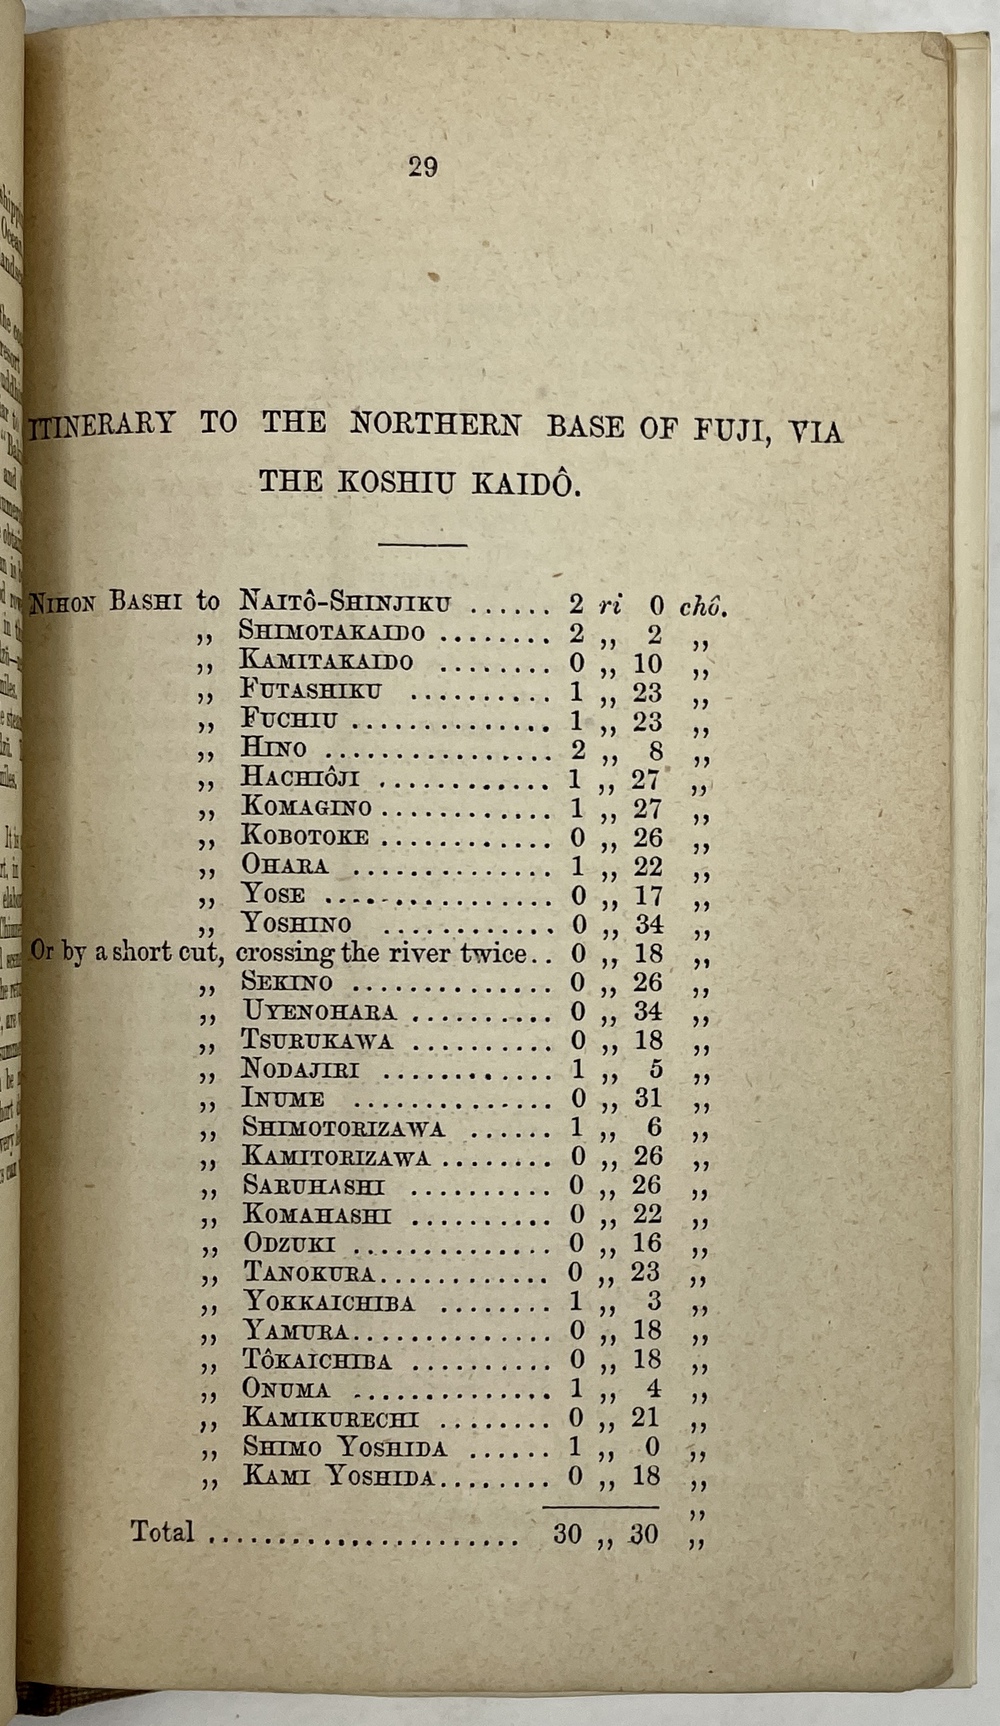 29
ITINERARY TO THE NORTHERN BASE OF FUJI, VIA
THE KOSHIU KAIDÔ.
NIHON BASHI to NAITÔ-SHINJIKU ...... 2 ri 0 chô.
,, SHIMOTAKAIDO ........ 2 ,, 2 ,,
,, KAMITAKAIDO ........ 0 ,, 10 ,,
,, FUTASHIKU .......... 1 ,, 23 ,,
,, FUCHIU .............. 1 ,, 23 ,,
,, HINO ................ 2 ,, 8 ,,
,, HACHIÔJI ............ 1 ,, 27 ,,
,, KOMAGINO ............ 1 ,, 27 ,,
,, KOBOTOKE ............ 0 ,, 26 ,,
,, OHARA .............. 1 ,, 22 ,,
,, YOSE ................ 0 ,, 17 ,,
,, YOSHINO ............ 0 ,, 34 ,,
Or by a short cut, crossing the river twice.. 0 ,, 18 ,,
,, SEKINO .............. 0 ,, 26 ,,
,, UYENOHARA .......... 0 ,, 34 ,,
,, TSURUKAWA .......... 0 ,, 18 ,,
,, NODAJIRI ............ 1 ,, 5 ,,
,, INUME .............. 0 ,, 31 ,,
,, SHIMOTORIZAWA ...... 1 ,, 6 ,,
,, KAMITORIZAWA ........ 0 ,, 26 ,,
,, SARUHASHI .......... 0 ,, 26 ,,
,, KOMAHASHI .......... 0 ,, 22 ,,
,, ODZUKI .............. 0 ,, 16 ,,
,, TANOKURA............ 0 ,, 23 ,,
,, YOKKAICHIBA ........ 1 ,, 3 ,,
,, YAMURA.............. 0 ,, 18 ,,
,, TÔKAICHIBA .......... 0 ,, 18 ,,
,, ONUMA .............. 1 ,, 4 ,,
,, KAMIKURECHI ........ 0 ,, 21 ,,
,, SHIMO YOSHIDA ...... 1 ,, 0 ,,
,, KAMI YOSHIDA........ 0 ,, 18 ,,
,,
Total ...................... 30 ,, 30 ,,